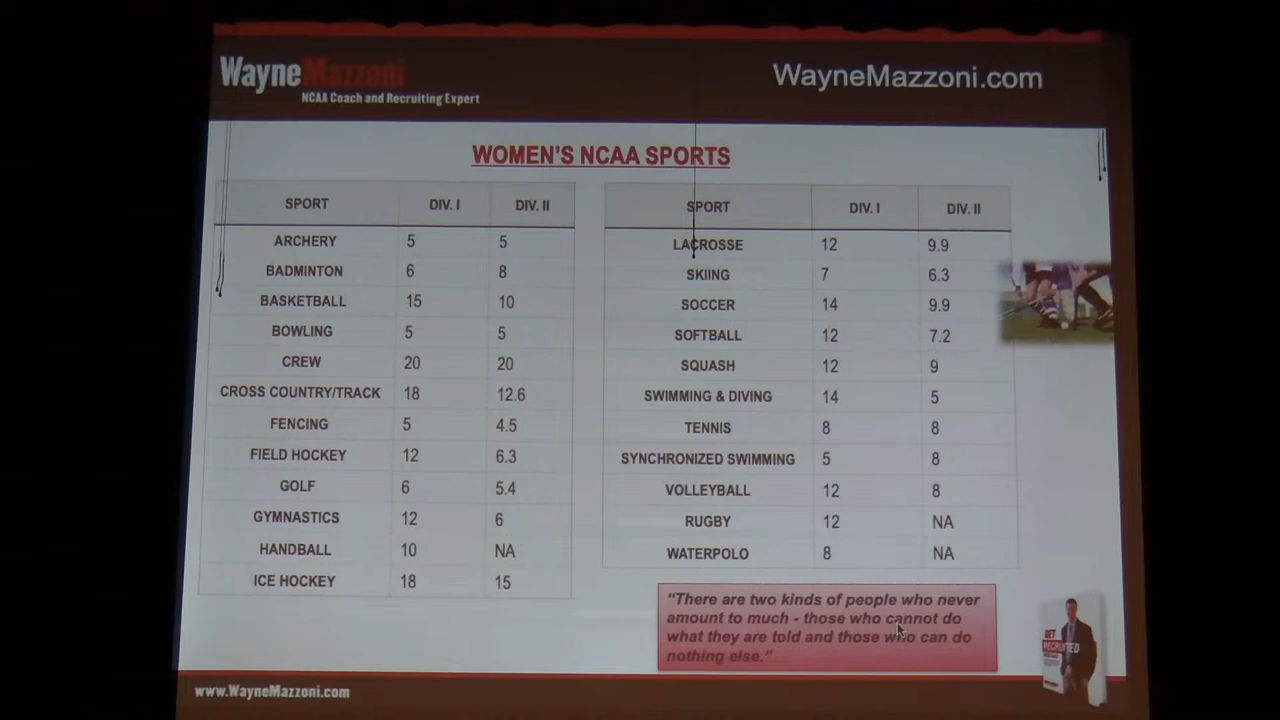 WayneMazzoni
NCAA Coach and Recruiting Expert
WayneMazzoni.com
WOMEN'S NCAA SPORTS
SPORT DIV. I DIV. II
ARCHERY 5 5
BADMINTON 6 8
BASKETBALL 15 10
BOWLING 5 5
CREW 20 20
CROSS COUNTRY/TRACK 18 12.6
FENCING 5 4.5
FIELD HOCKEY 12 6.3
GOLF 6 5.4
GYMNASTICS 12 6
HANDBALL 10 NA
ICE HOCKEY 18 15
SPORT DIV. I DIV. II
LACROSSE 12 9.9
SKIING 7 6.3
SOCCER 14 9.9
SOFTBALL 12 7.2
SQUASH 12 9
SWIMMING & DIVING 14 5
TENNIS 8 8
SYNCHRONIZED SWIMMING 5 8
VOLLEYBALL 12 8
RUGBY 12 NA
WATERPOLO 8 NA
"There are two kinds of people who never
amount to much - those who cannot do
what they are told and those who can do
nothing else."
GET
RECRUITED
www.WayneMazzoni.com